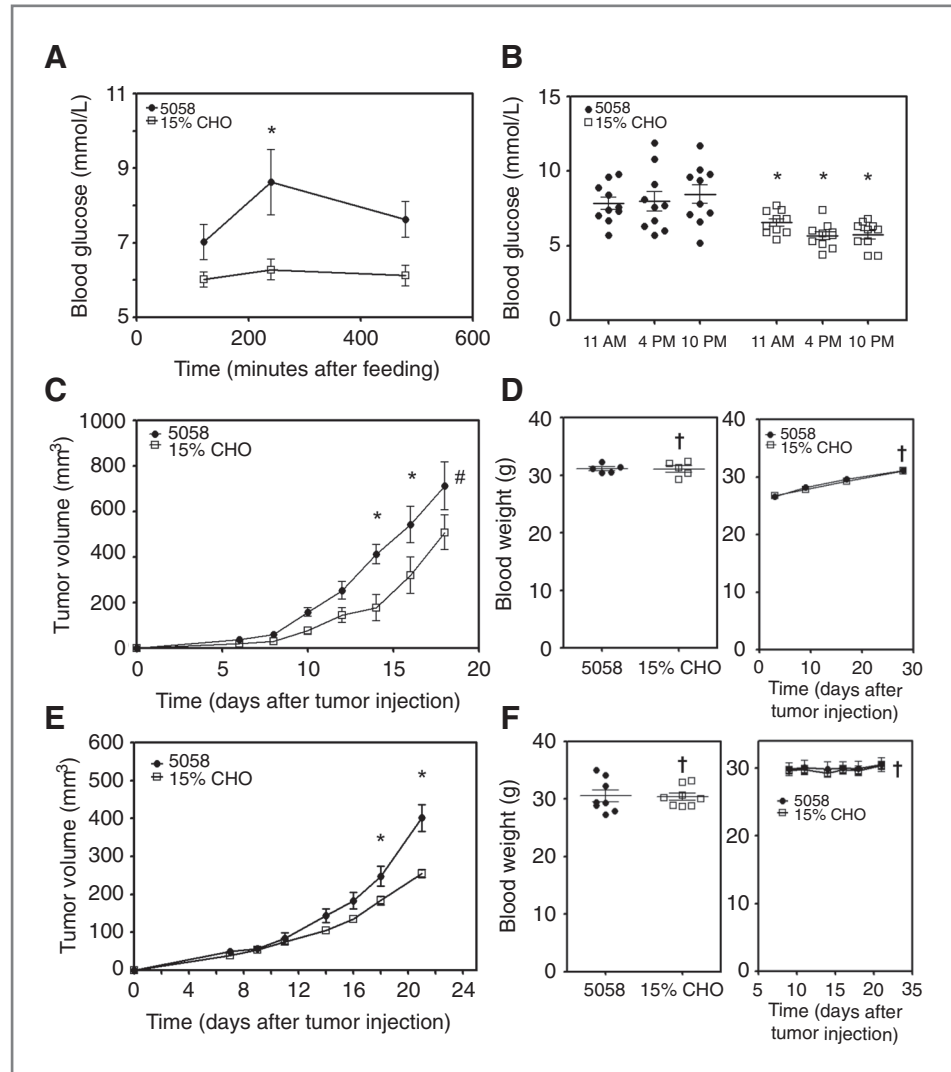 A
11
9
7
5
0
200
400
600
Blood glucose (mmol/L)
Time (minutes after feeding)
5058
15% CHO
*
B
15
10
5
0
Blood glucose (mmol/L)
5058
15% CHO
* * *
11 AM 4 PM 10 PM 11 AM 4 PM 10 PM
C
1000
800
600
400
200
0
0 5 10 15 20
Tumor volume (mm3)
Time (days after tumor injection)
5058
15% CHO
* * #
D
40
30
20
10
0
Blood weight (g)
5058 15% CHO
†
40
30
20
10
0
0 10 20 30
Time (days after
tumor injection)
5058
15% CHO
†
E
600
500
400
300
200
100
0
0 4 8 12 16 20 24
Tumor volume (mm3)
Time (days after tumor injection)
5058
15% CHO
* *
F
40
30
20
10
0
Blood weight (g)
5058 15% CHO
†
30
20
10
0
5 10 15 20 35
Time (days after
tumor injection)
5058
15% CHO
†